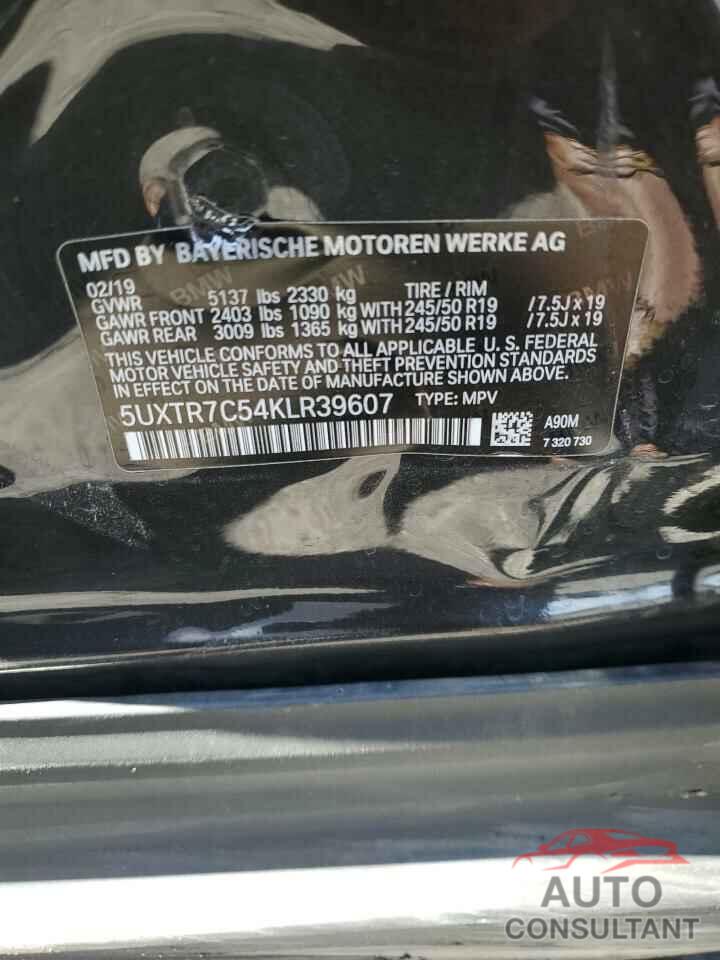 MFD BY BAYERISCHE MOTOREN WERKE AG
02/19 TIRE / RIM
GVWR 5137 lbs 2330 kg
GAWR FRONT 2403 lbs 1090 kg WITH 245/50 R19 /7.5J x 19
GAWR REAR 3009 lbs 1365 kg WITH 245/50 R19 /7.5J x 19
THIS VEHICLE CONFORMS TO ALL APPLICABLE U. S. FEDERAL
MOTOR VEHICLE SAFETY AND THEFT PREVENTION STANDARDS
IN EFFECT ON THE DATE OF MANUFACTURE SHOWN ABOVE.
5UXTR7C54KLR39607 TYPE: MPV
A90M
7 320 730
AUTO
CONSULTANT